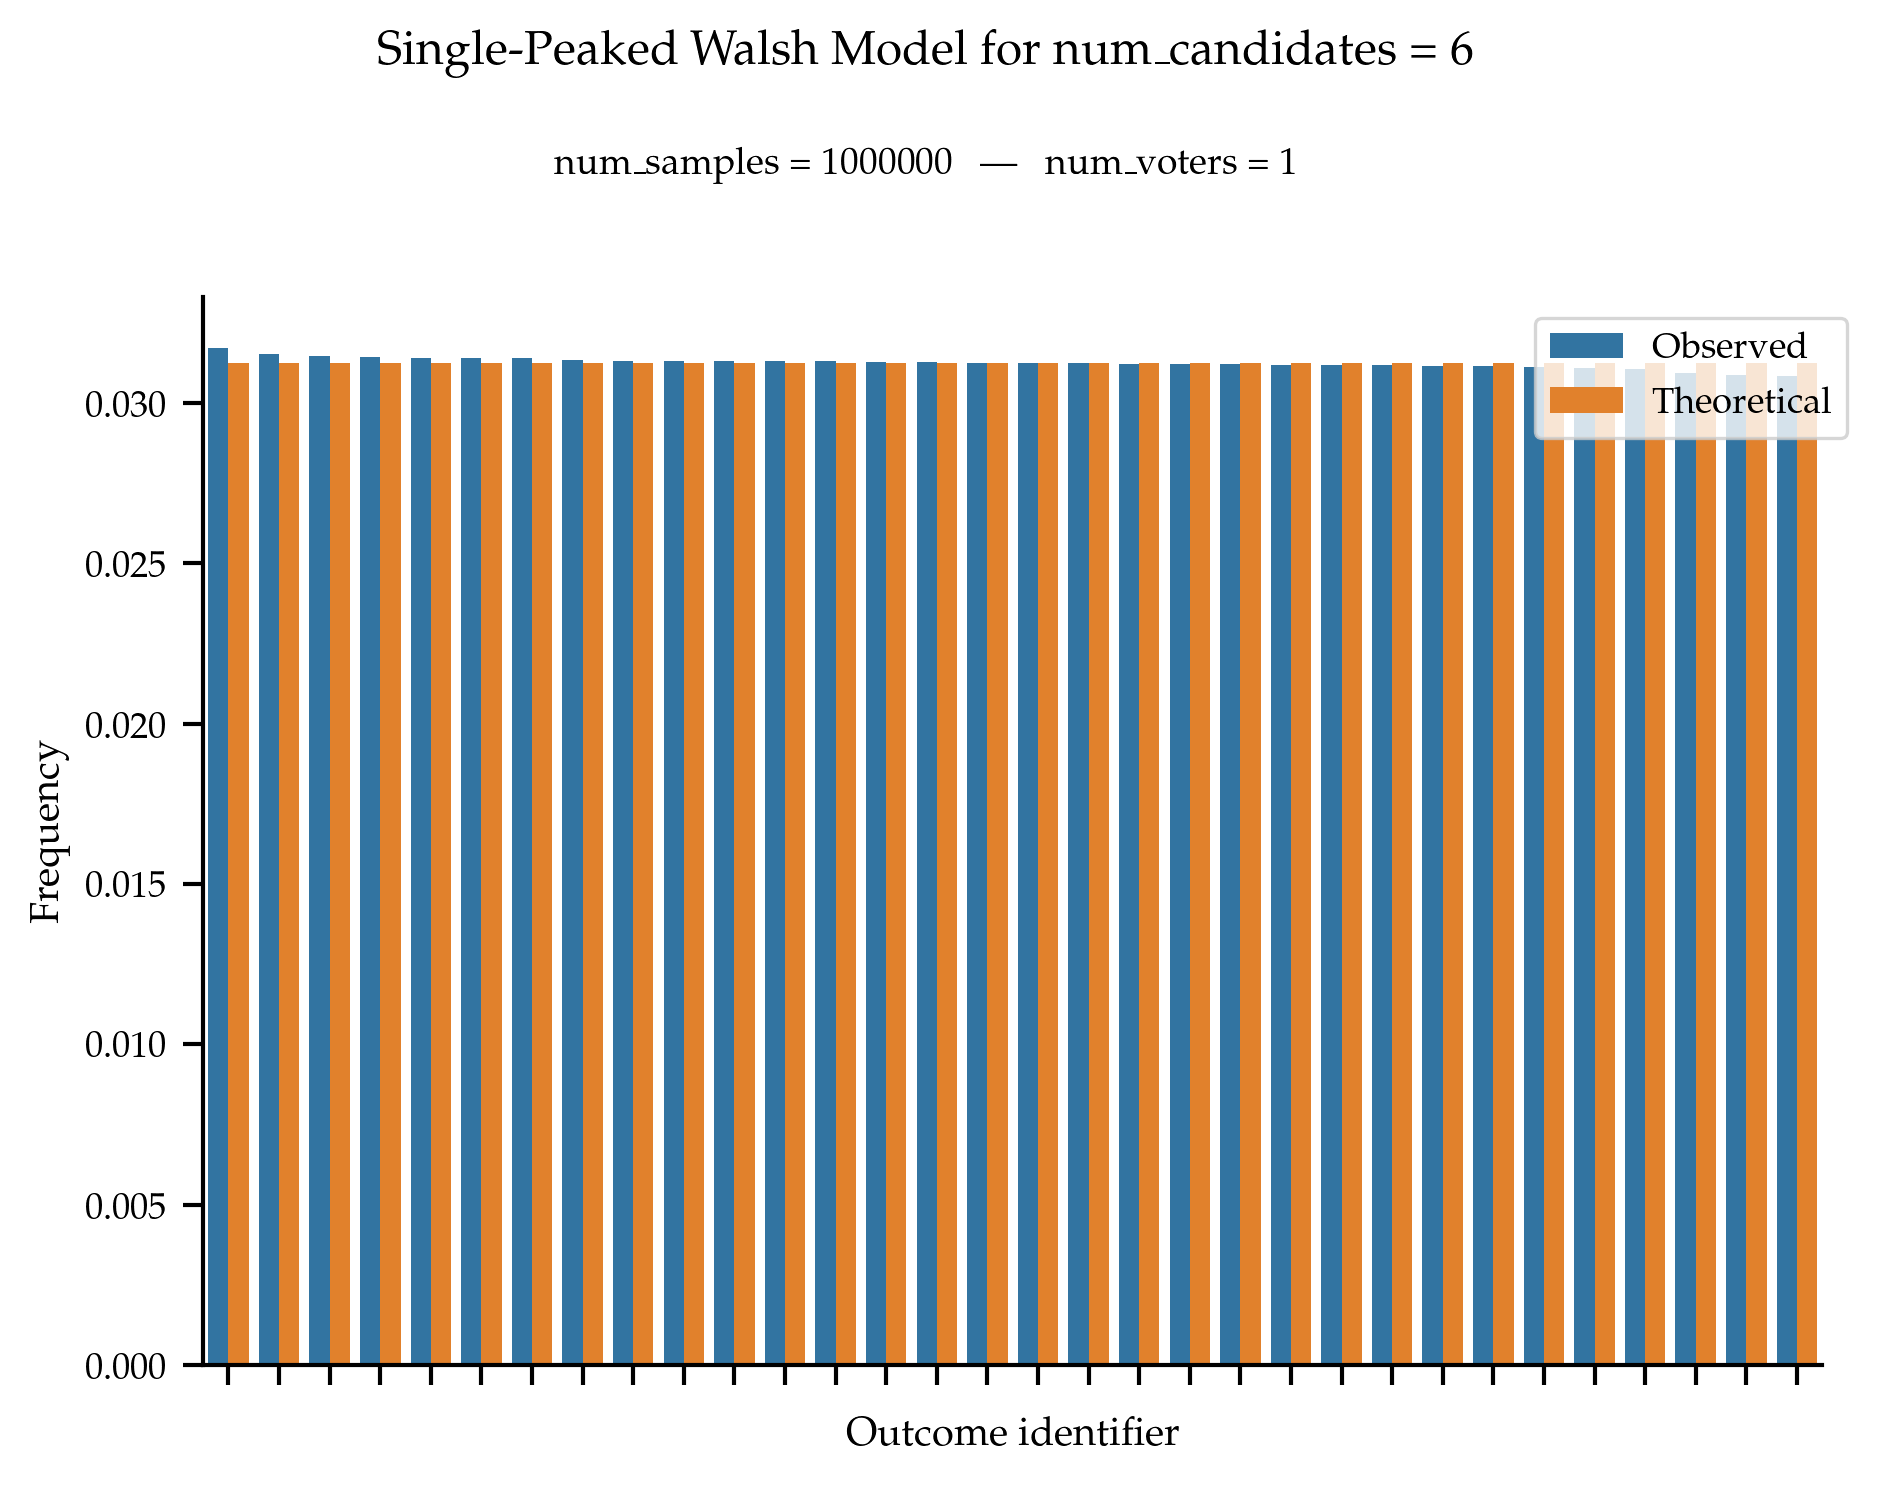 Single-Peaked Walsh Model for num_candidates = 6
num_samples = 1000000 — num_voters = 1
Observed
Theoretical
0.030
0.025
0.020
0.015
0.010
0.005
0.000
Frequency
Outcome identifier